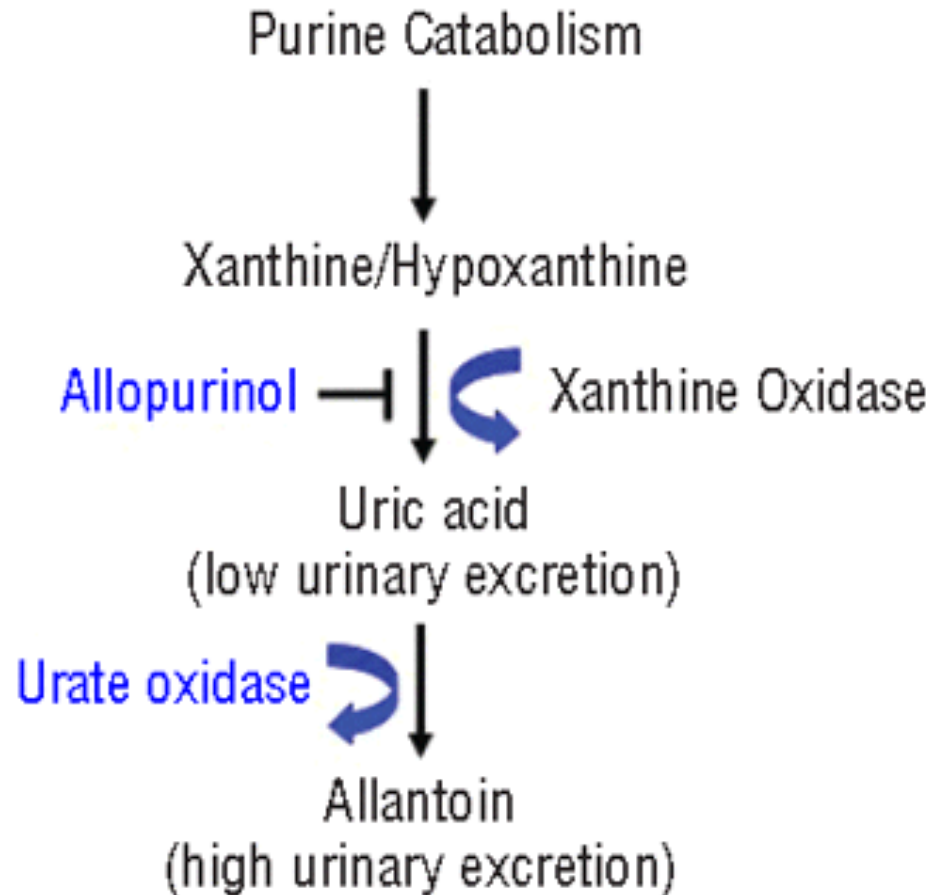 Purine Catabolism
Xanthine/Hypoxanthine
Allopurinol
Xanthine Oxidase
Uric acid
(low urinary excretion)
Urate oxidase
Allantoin
(high urinary excretion)